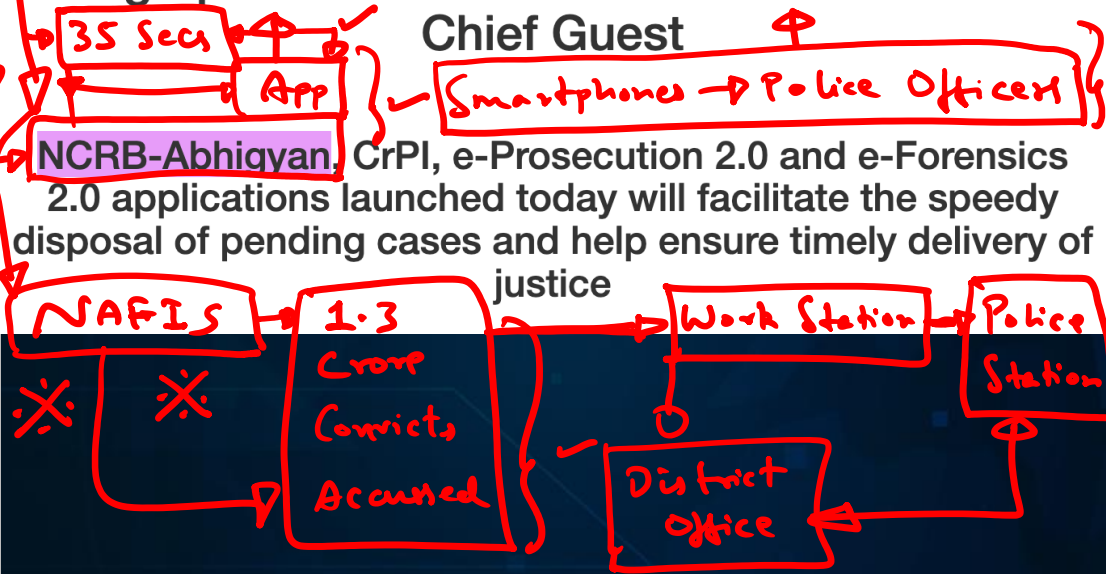 35 Secs
Chief Guest
App
Smartphones → Police Officers
NCRB-Abhigyan, CrPI, e-Prosecution 2.0 and e-Forensics
2.0 applications launched today will facilitate the speedy
disposal of pending cases and help ensure timely delivery of
justice
NAFIS
1.3
Crore
Convicts,
Accussed
Work Station
Police
Station
District
Office